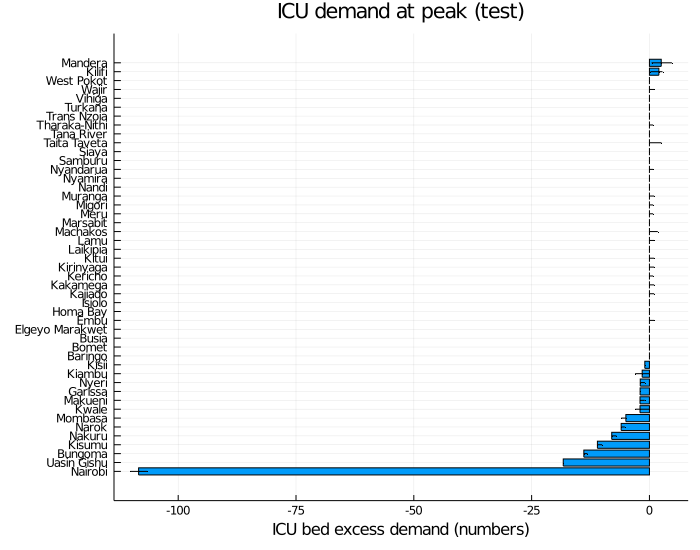 ICU demand at peak (test)
Mandera
Kilifi
West Pokot
Wajir
Vihiga
Turkana
Trans Nzoia
Tharaka-Nithi
Tana River
Taita Taveta
Siaya
Samburu
Nyandarua
Nyamira
Nandi
Muranga
Migori
Meru
Marsabit
Machakos
Lamu
Laikipia
Kitui
Kirinyaga
Kericho
Kakamega
Kajiado
Isiolo
Homa Bay
Embu
Elgeyo Marakwet
Busia
Bomet
Baringo
Kisii
Kiambu
Nyeri
Garissa
Makueni
Kwale
Mombasa
Narok
Nakuru
Kisumu
Bungoma
Uasin Gishu
Nairobi
-100 -75 -50 -25 0
ICU bed excess demand (numbers)